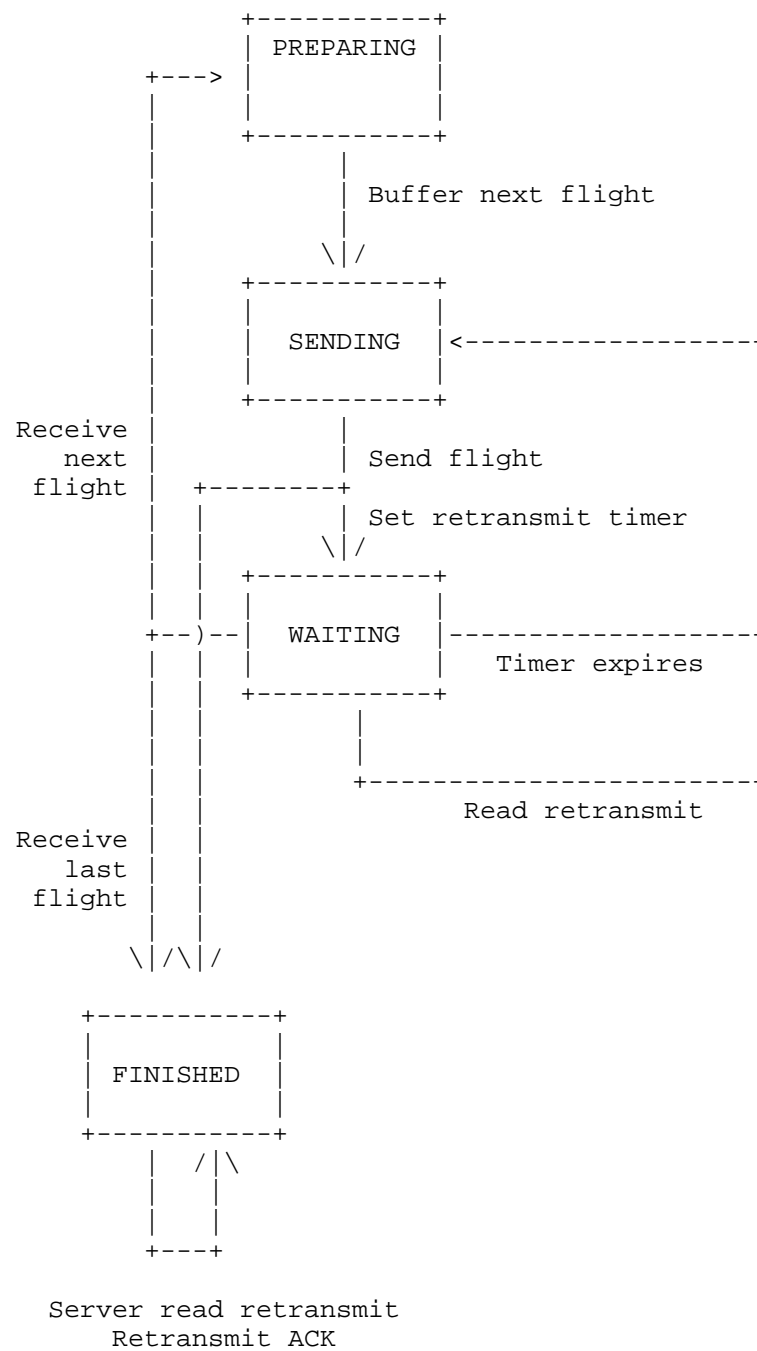 PREPARING
Buffer next flight
SENDING
Receive
next
flight
Send flight
Set retransmit timer
WAITING
Timer expires
Read retransmit
Receive
last
flight
FINISHED
Server read retransmit
Retransmit ACK